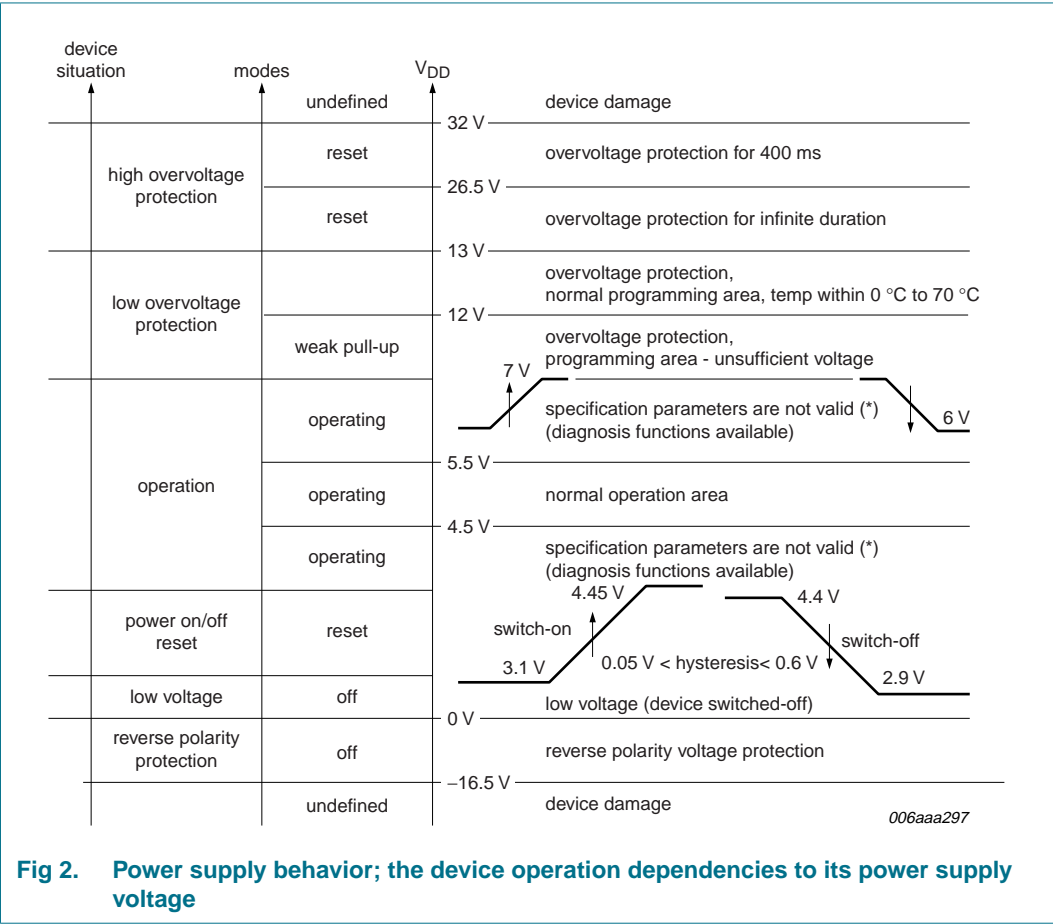 device
situation
modes
VDD
undefined
device damage
32 V
reset
overvoltage protection for 400 ms
high overvoltage
protection
26.5 V
reset
overvoltage protection for infinite duration
13 V
overvoltage protection,
normal programming area, temp within 0 °C to 70 °C
low overvoltage
protection
12 V
weak pull-up
overvoltage protection,
programming area - unsufficient voltage
7 V
operating
specification parameters are not valid (*)
(diagnosis functions available)
6 V
5.5 V
operation
operating
normal operation area
4.5 V
operating
specification parameters are not valid (*)
(diagnosis functions available)
4.45 V
4.4 V
power on/off
reset
reset
switch-on
switch-off
0.05 V < hysteresis< 0.6 V
3.1 V
2.9 V
low voltage
off
low voltage (device switched-off)
0 V
reverse polarity
protection
off
reverse polarity voltage protection
−16.5 V
undefined
device damage
006aaa297
Fig 2. Power supply behavior; the device operation dependencies to its power supply
voltage